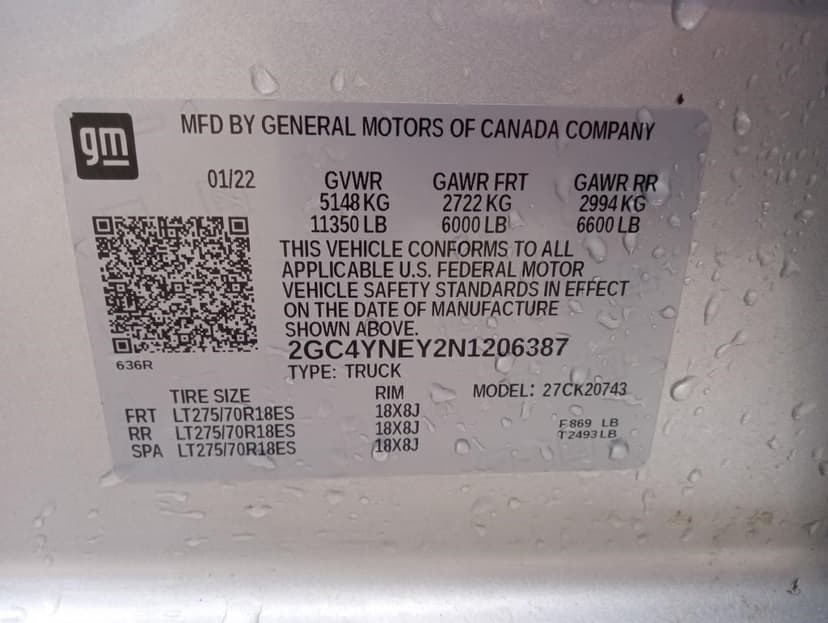 gm
MFD BY GENERAL MOTORS OF CANADA COMPANY
01/22 GVWR GAWR FRT GAWR RR
5148 KG 2722 KG 2994 KG
11350 LB 6000 LB 6600 LB
THIS VEHICLE CONFORMS TO ALL
APPLICABLE U.S. FEDERAL MOTOR
VEHICLE SAFETY STANDARDS IN EFFECT
ON THE DATE OF MANUFACTURE
SHOWN ABOVE.
2GC4YNEY2N1206387
636R
TYPE: TRUCK
TIRE SIZE RIM MODEL: 27CK20743
FRT LT275/70R18ES 18X8J
RR LT275/70R18ES 18X8J
SPA LT275/70R18ES 18X8J
F 869 LB
T 2493 LB